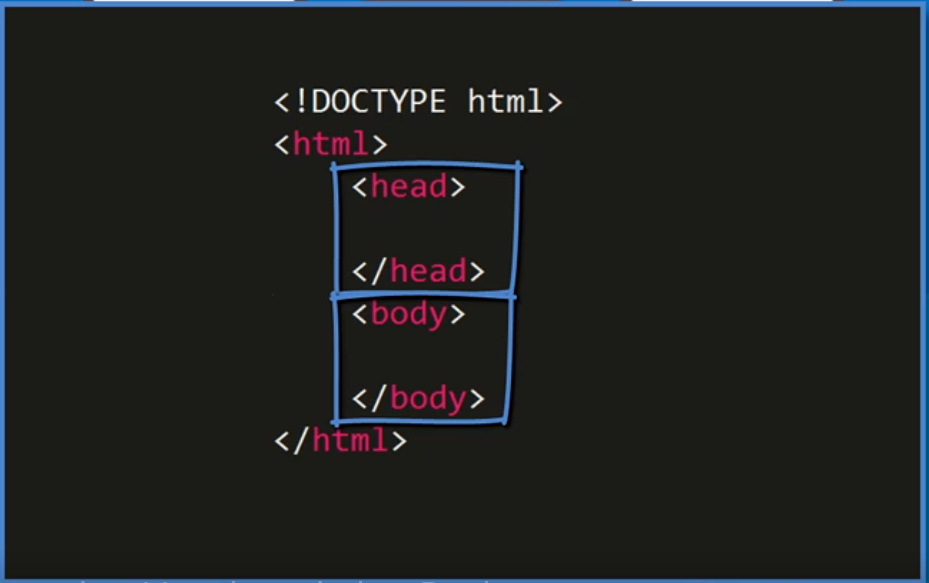 <!DOCTYPE html>
<html>
<head>
</head>
<body>
</body>
</html>